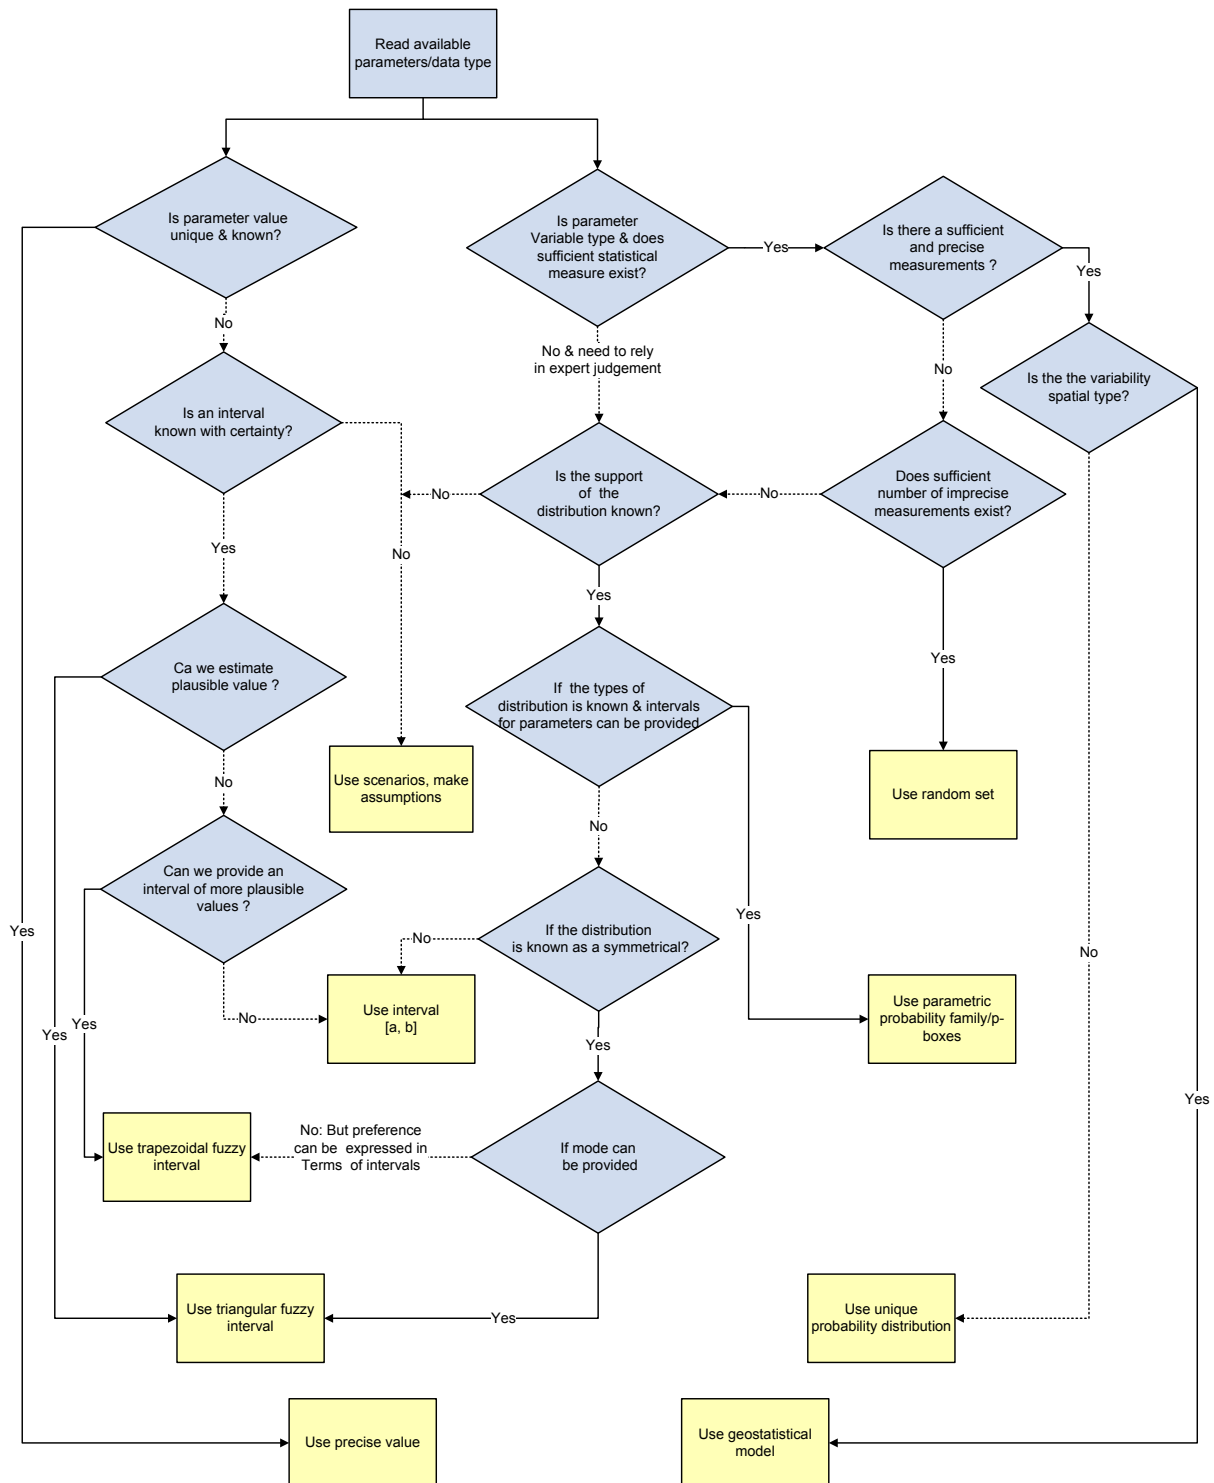 Read available
parameters/data type
Is parameter value
unique & known?
Is parameter
Variable type & does
sufficient statistical
measure exist?
Yes
Is there a sufficient
and precise
measurements ?
Yes
No
No & need to rely
in expert judgement
No
Is the the variability
spatial type?
Is an interval
known with certainty?
Is the support
of the
distribution known?
No
No
Does sufficient
number of imprecise
measurements exist?
Yes
No
Yes
Yes
Ca we estimate
plausible value ?
If the types of
distribution is known & intervals
for parameters can be provided
No
Use scenarios, make
assumptions
Use random set
No
Can we provide an
interval of more plausible
values ?
Yes
Yes
If the distribution
is known as a symmetrical?
No
No
Use interval
[a, b]
No
Yes
Yes
Use parametric
probability family/p-
boxes
Yes
Yes
Use trapezoidal fuzzy
interval
No: But preference
can be expressed in
Terms of intervals
If mode can
be provided
Use triangular fuzzy
interval
Yes
Use unique
probability distribution
Use precise value
Use geostatistical
model